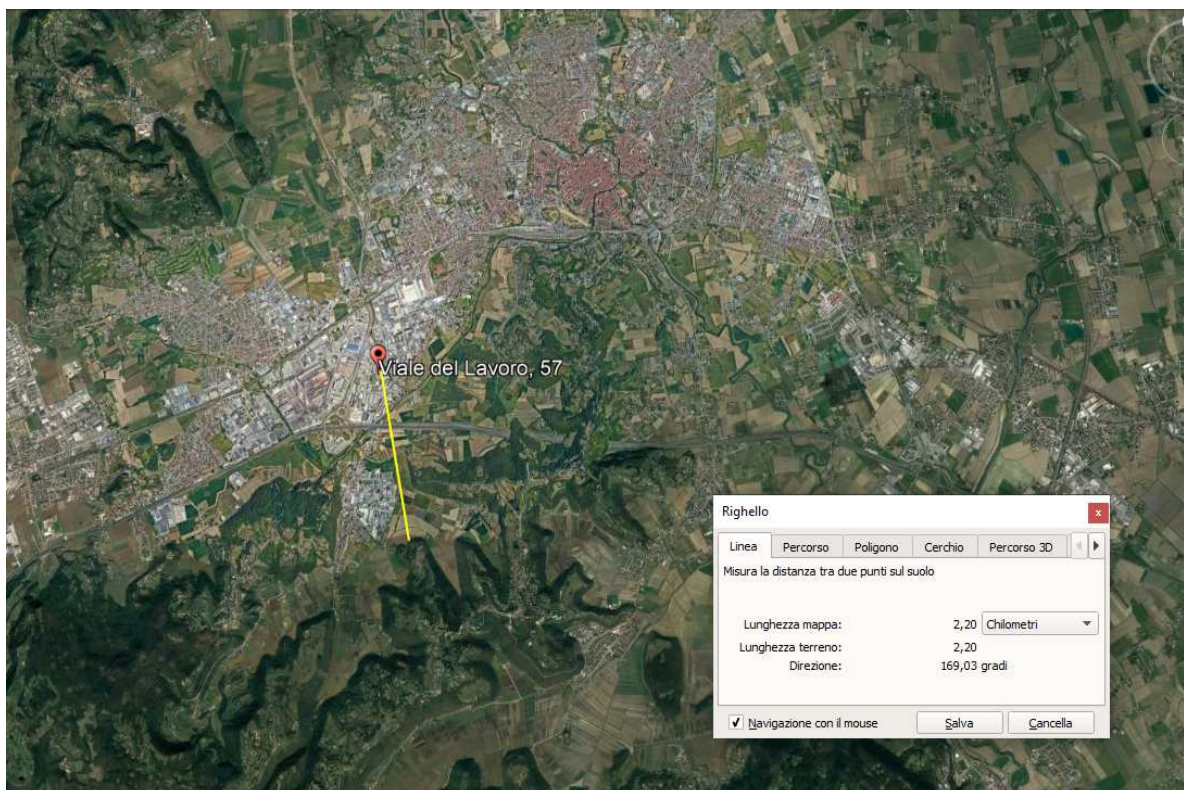 Viale del Lavoro, 57
Righello
x
Linea Percorso Poligono Cerchio Percorso 3D
Misura la distanza tra due punti sul suolo
Lunghezza mappa: 2,20 Chilometri
Lunghezza terreno: 2,20
Direzione: 169,03 gradi
Navigazione con il mouse Salva Cancella